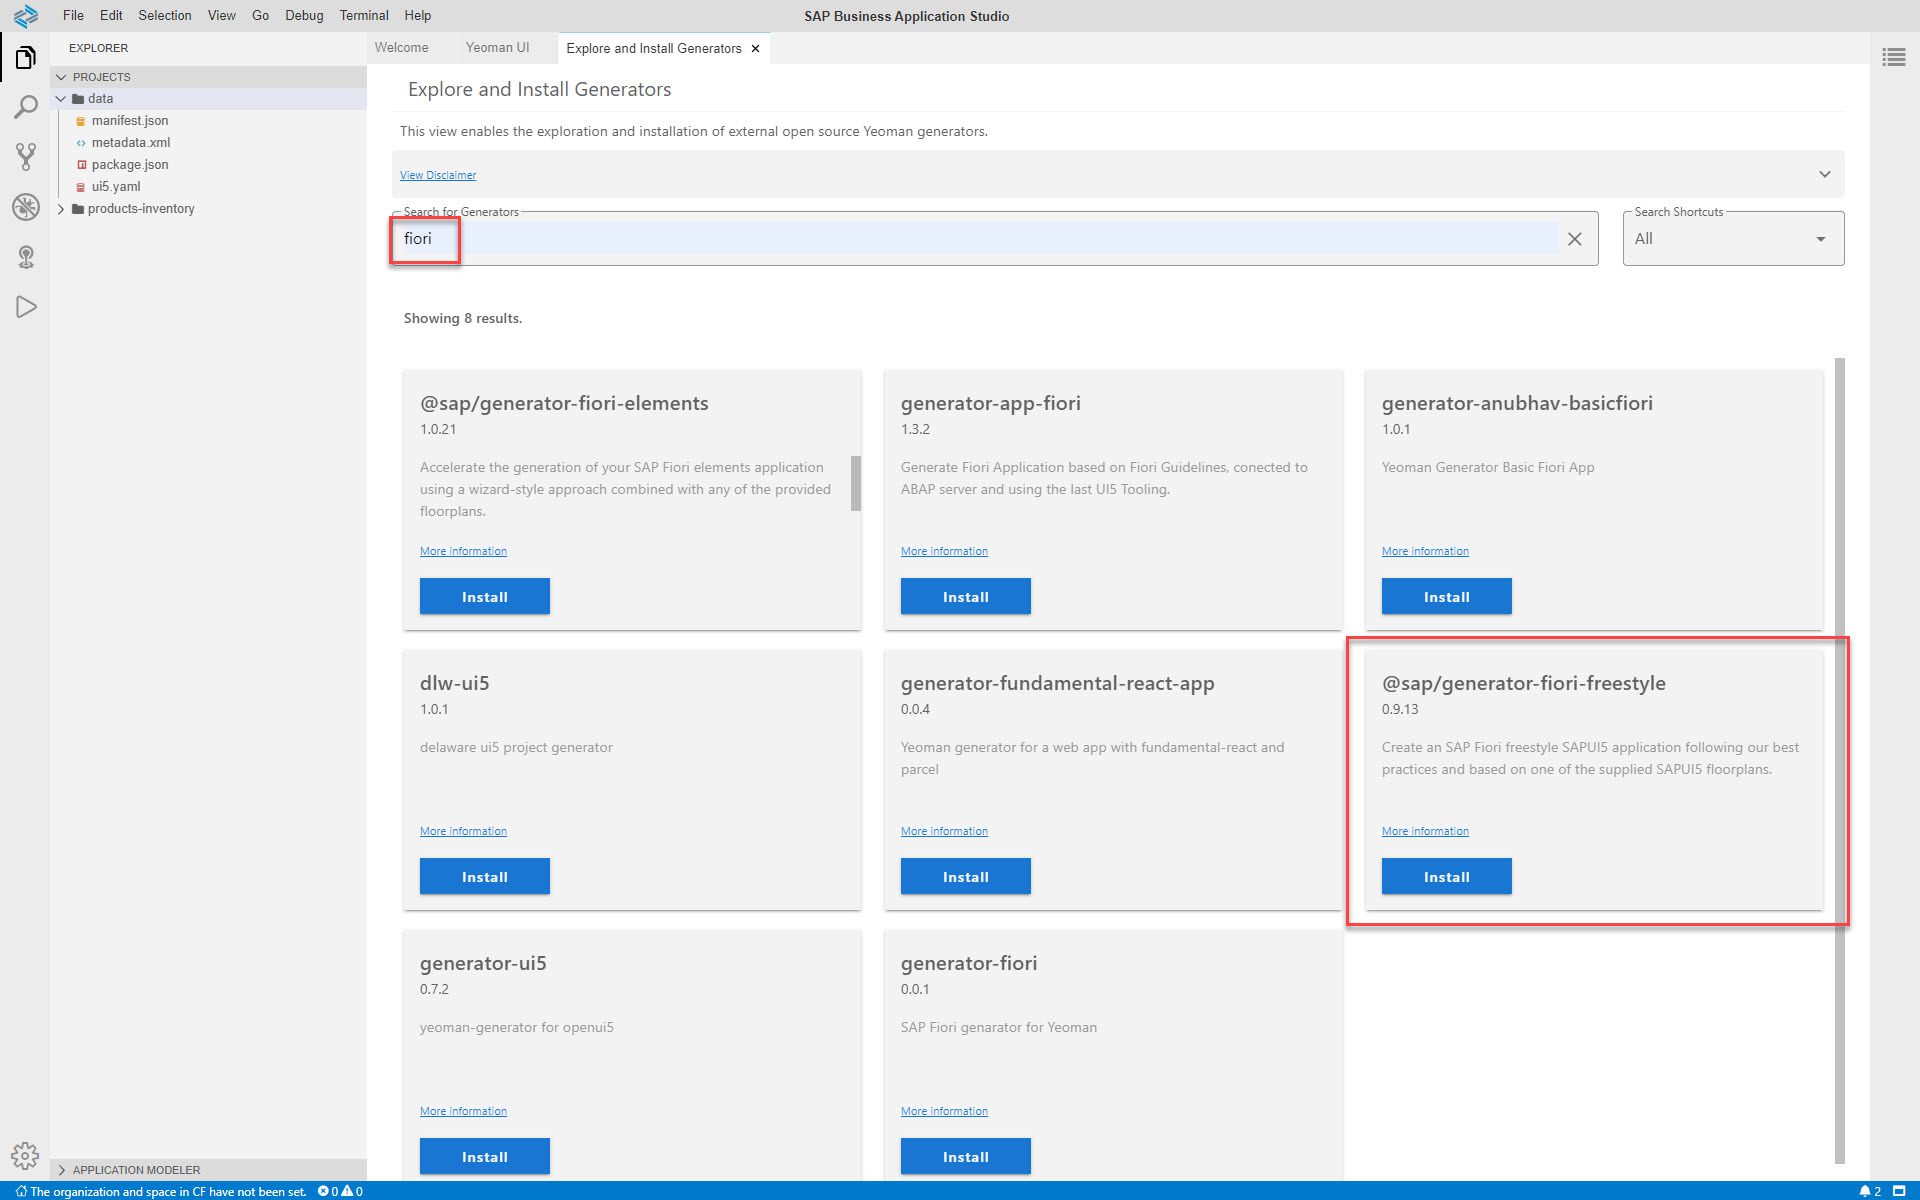 File Edit Selection View Go Debug Terminal Help
SAP Business Application Studio
EXPLORER
PROJECTS
data
manifest.json
metadata.xml
package.json
ui5.yaml
products-inventory
APPLICATION MODELER
Welcome
Yeoman UI
Explore and Install Generators
Explore and Install Generators
This view enables the exploration and installation of external open source Yeoman generators.
View Disclaimer
Search for Generators
fiori
Search Shortcuts
All
Showing 8 results.
@sap/generator-fiori-elements
1.0.21
Accelerate the generation of your SAP Fiori elements application
using a wizard-style approach combined with any of the provided
floorplans.
More information
Install
generator-app-fiori
1.3.2
Generate Fiori Application based on Fiori Guidelines, conected to
ABAP server and using the last UI5 Tooling.
More information
Install
generator-anubhav-basicfiori
1.0.1
Yeoman Generator Basic Fiori App
More information
Install
dlw-ui5
1.0.1
delaware ui5 project generator
More information
Install
generator-fundamental-react-app
0.0.4
Yeoman generator for a web app with fundamental-react and
parcel
More information
Install
@sap/generator-fiori-freestyle
0.9.13
Create an SAP Fiori freestyle SAPUI5 application following our best
practices and based on one of the supplied SAPUI5 floorplans.
More information
Install
generator-ui5
0.7.2
yeoman-generator for openui5
More information
Install
generator-fiori
0.0.1
SAP Fiori genarator for Yeoman
More information
Install
The organization and space in CF have not been set. 0 0
2